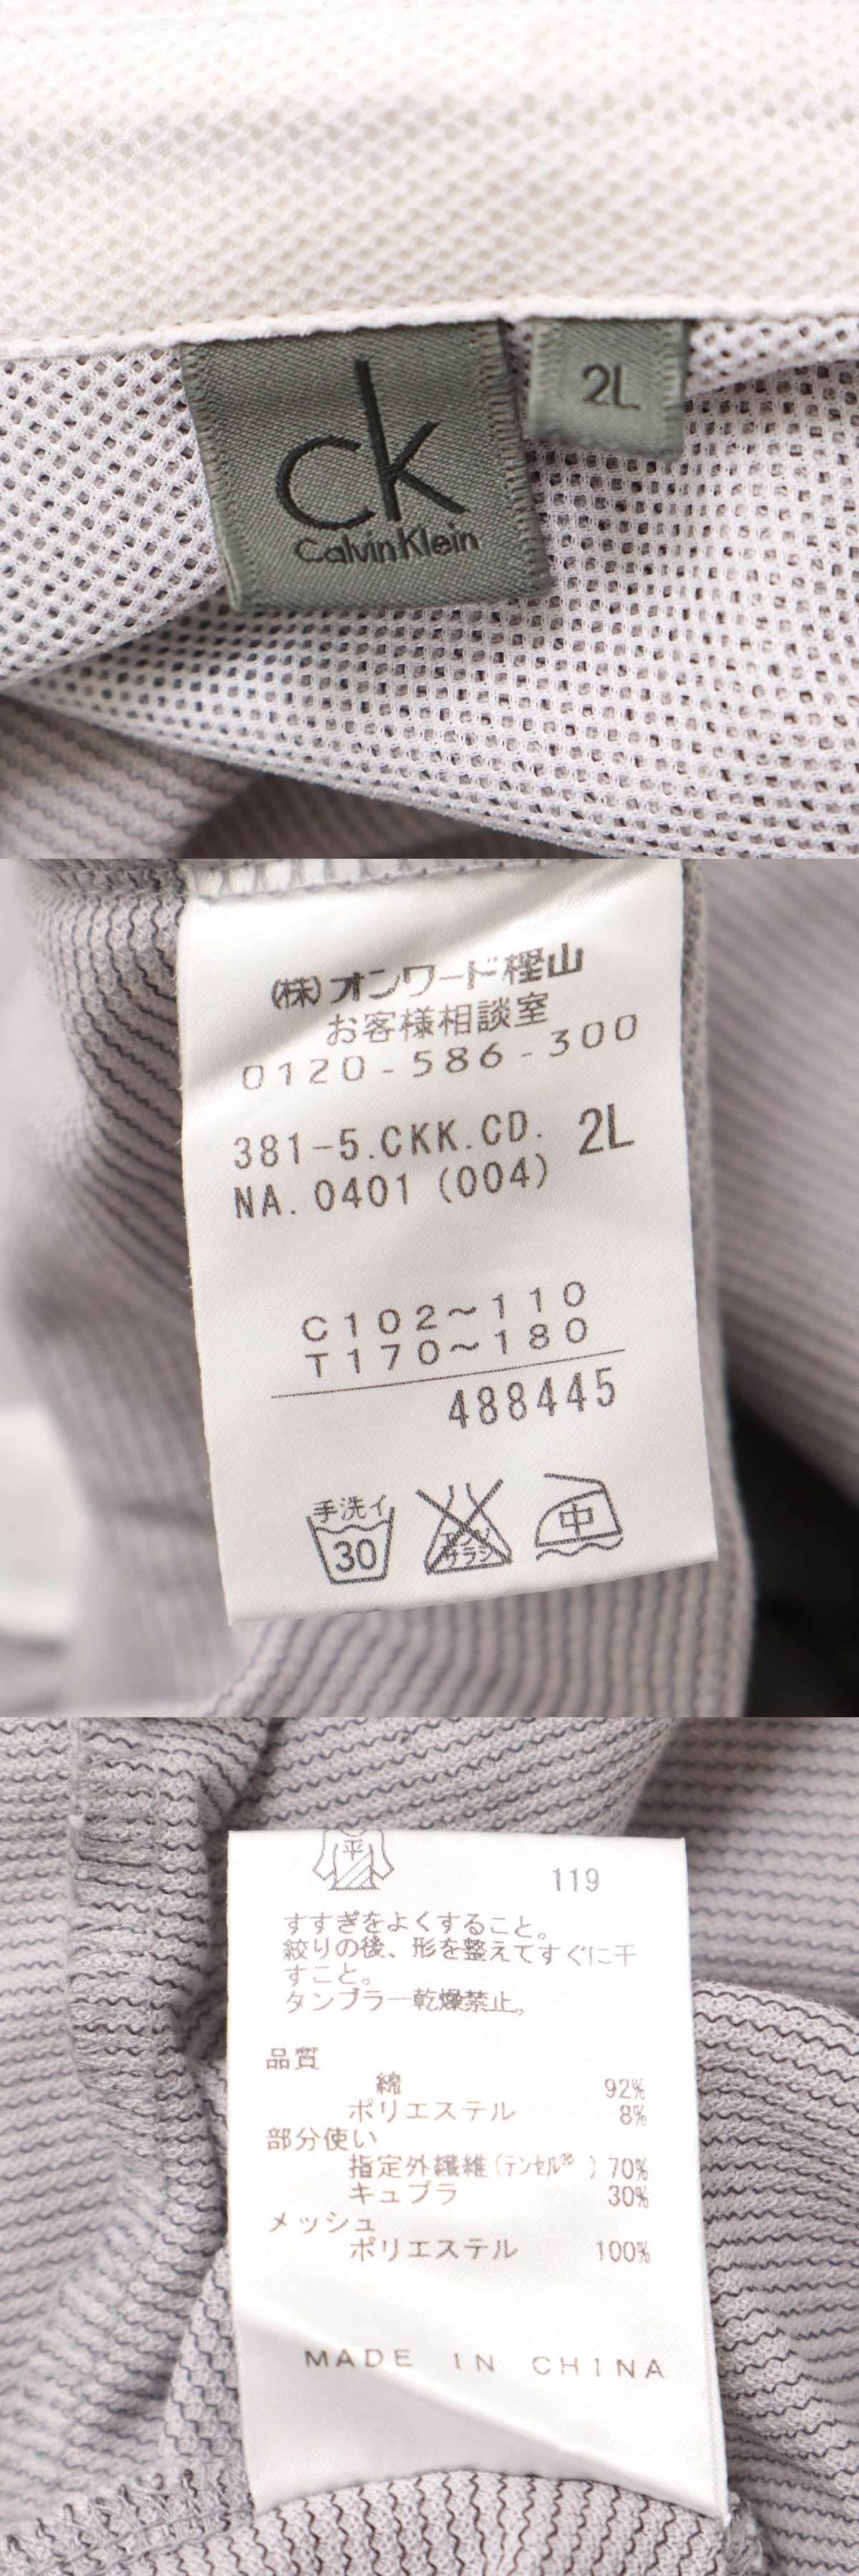 ck
Calvin Klein
2L
(株)オンワード樫山
お客様相談室
0120-586-300
381-5.CKK.CD. 2L
NA.0401 (004)
C102~110
T170~180
488445
手洗イ
30
エンソ
サラシ
中
平
119
すすぎをよくすること。
絞りの後、形を整えてすぐに干
すこと。
タンブラー乾燥禁止。
品質
綿 92%
ポリエステル 8%
部分使い
指定外繊維(テンセル® ) 70%
キュプラ 30%
メッシュ
ポリエステル 100%
MADE IN CHINA